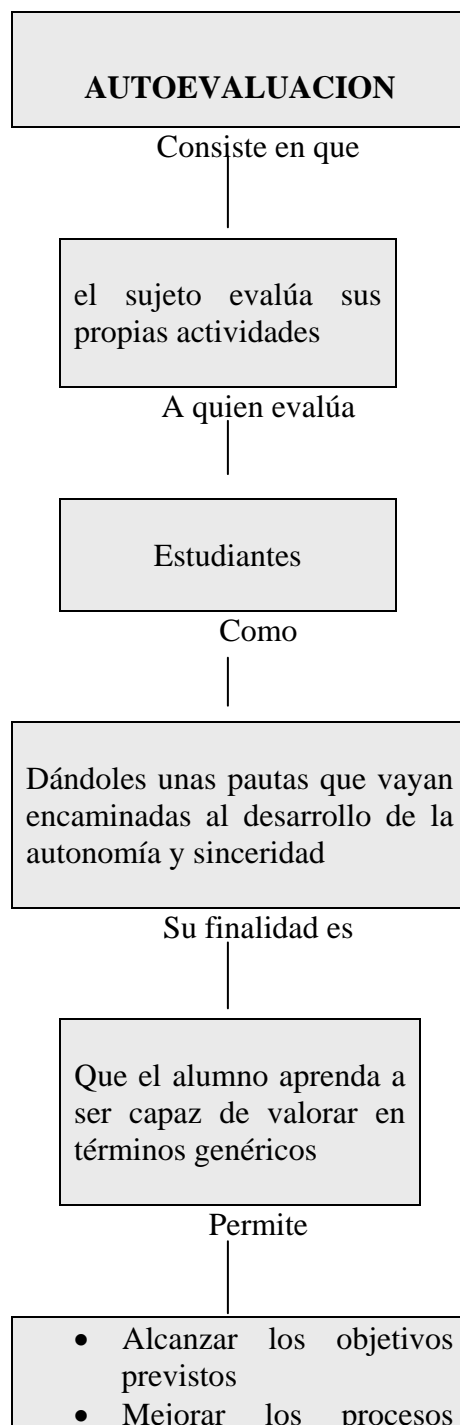 AUTOEVALUACION
Consiste en que
el sujeto evalúa sus
propias actividades
A quien evalúa
Estudiantes
Como
Dándoles unas pautas que vayan
encaminadas al desarrollo de la
autonomía y sinceridad
Su finalidad es
Que el alumno aprenda a
ser capaz de valorar en
términos genéricos
Permite
• Alcanzar los objetivos
previstos
• Mejorar los procesos